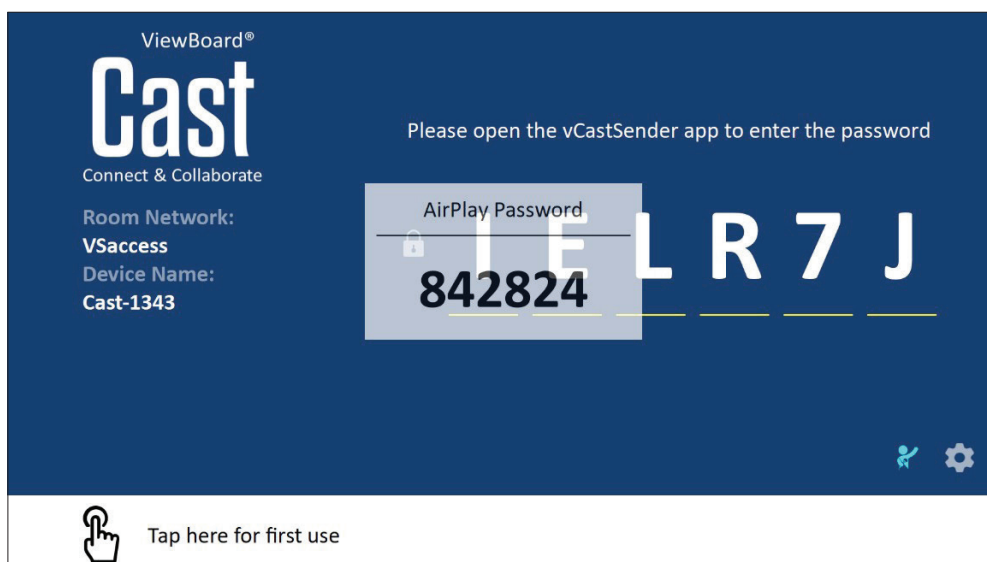 ViewBoard®
Cast
Connect & Collaborate
Room Network:
VSaccess
Device Name:
Cast-1343
Please open the vCastSender app to enter the password
AirPlay Password
842824
I E L R 7 J
Tap here for first use